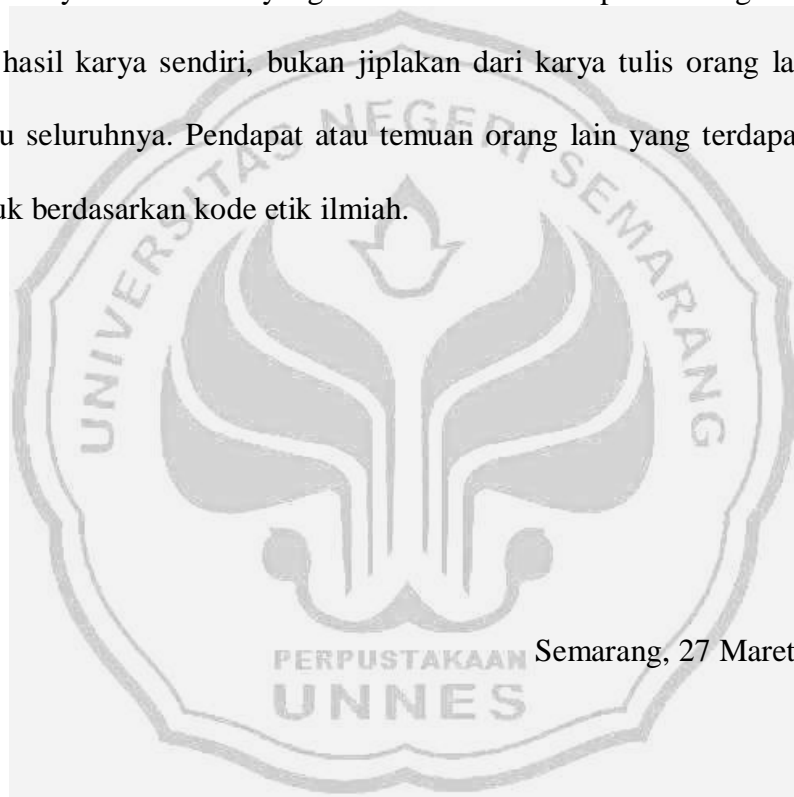 yang
hasil karya sendiri, bukan jiplakan dari karya tulis orang la
u seluruhnya. Pendapat atau temuan orang lain yang terdapa
uk berdasarkan kode etik ilmiah.
UNIVERSITAS NEGERI SEMARANG
Semarang, 27 Maret
PERPUSTAKAAN
UNNES